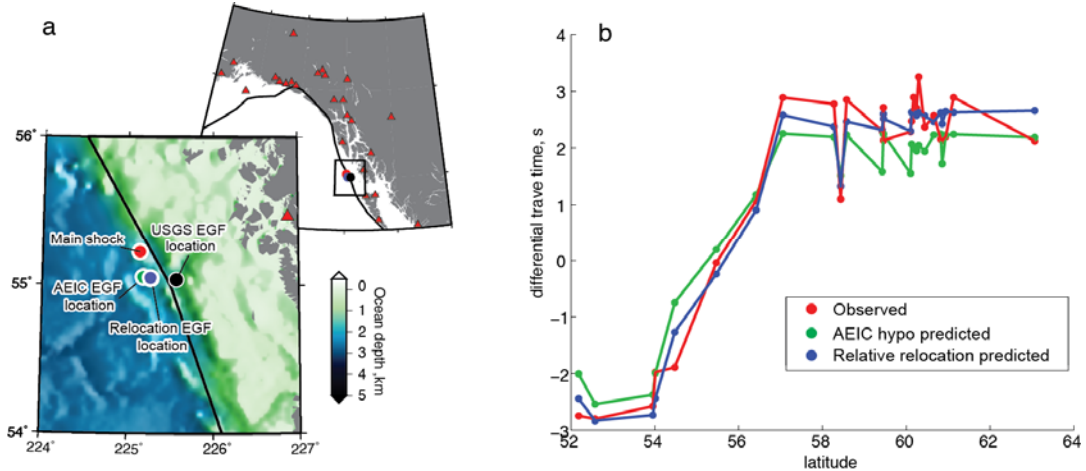 a
56°
55°
54°
224°
225°
226°
227°
Main shock
USGS EGF
location
AEIC EGF
location
Relocation EGF
location
0
1
2
3
4
5
Ocean depth ,km
b
differential trave time, s
4
3
2
1
0
−1
−2
−3
52
54
56
58
60
62
64
latitude
Observed
AEIC hypo predicted
Relative relocation predicted